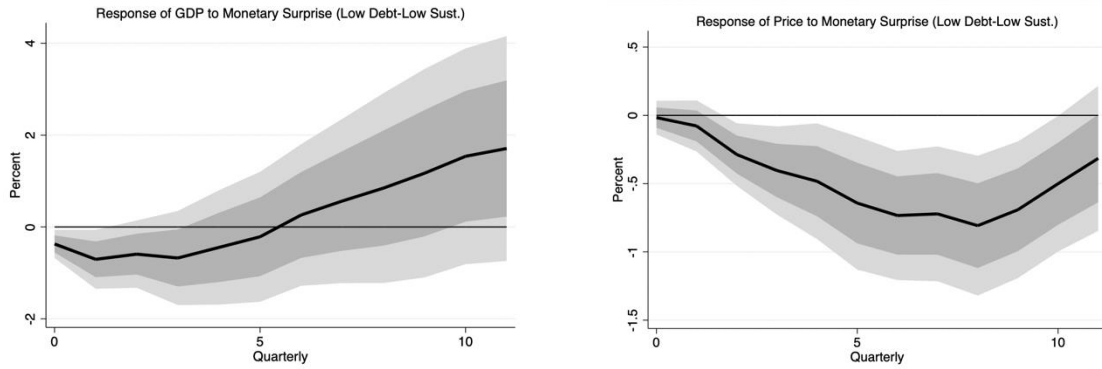 Response of GDP to Monetary Surprise (Low Debt-Low Sust.)
4
2
0
-2
Percent
0 5 10
Quarterly
Response of Price to Monetary Surprise (Low Debt-Low Sust.)
.5
0
-.5
-1
-1.5
Percent
0 5 10
Quarterly